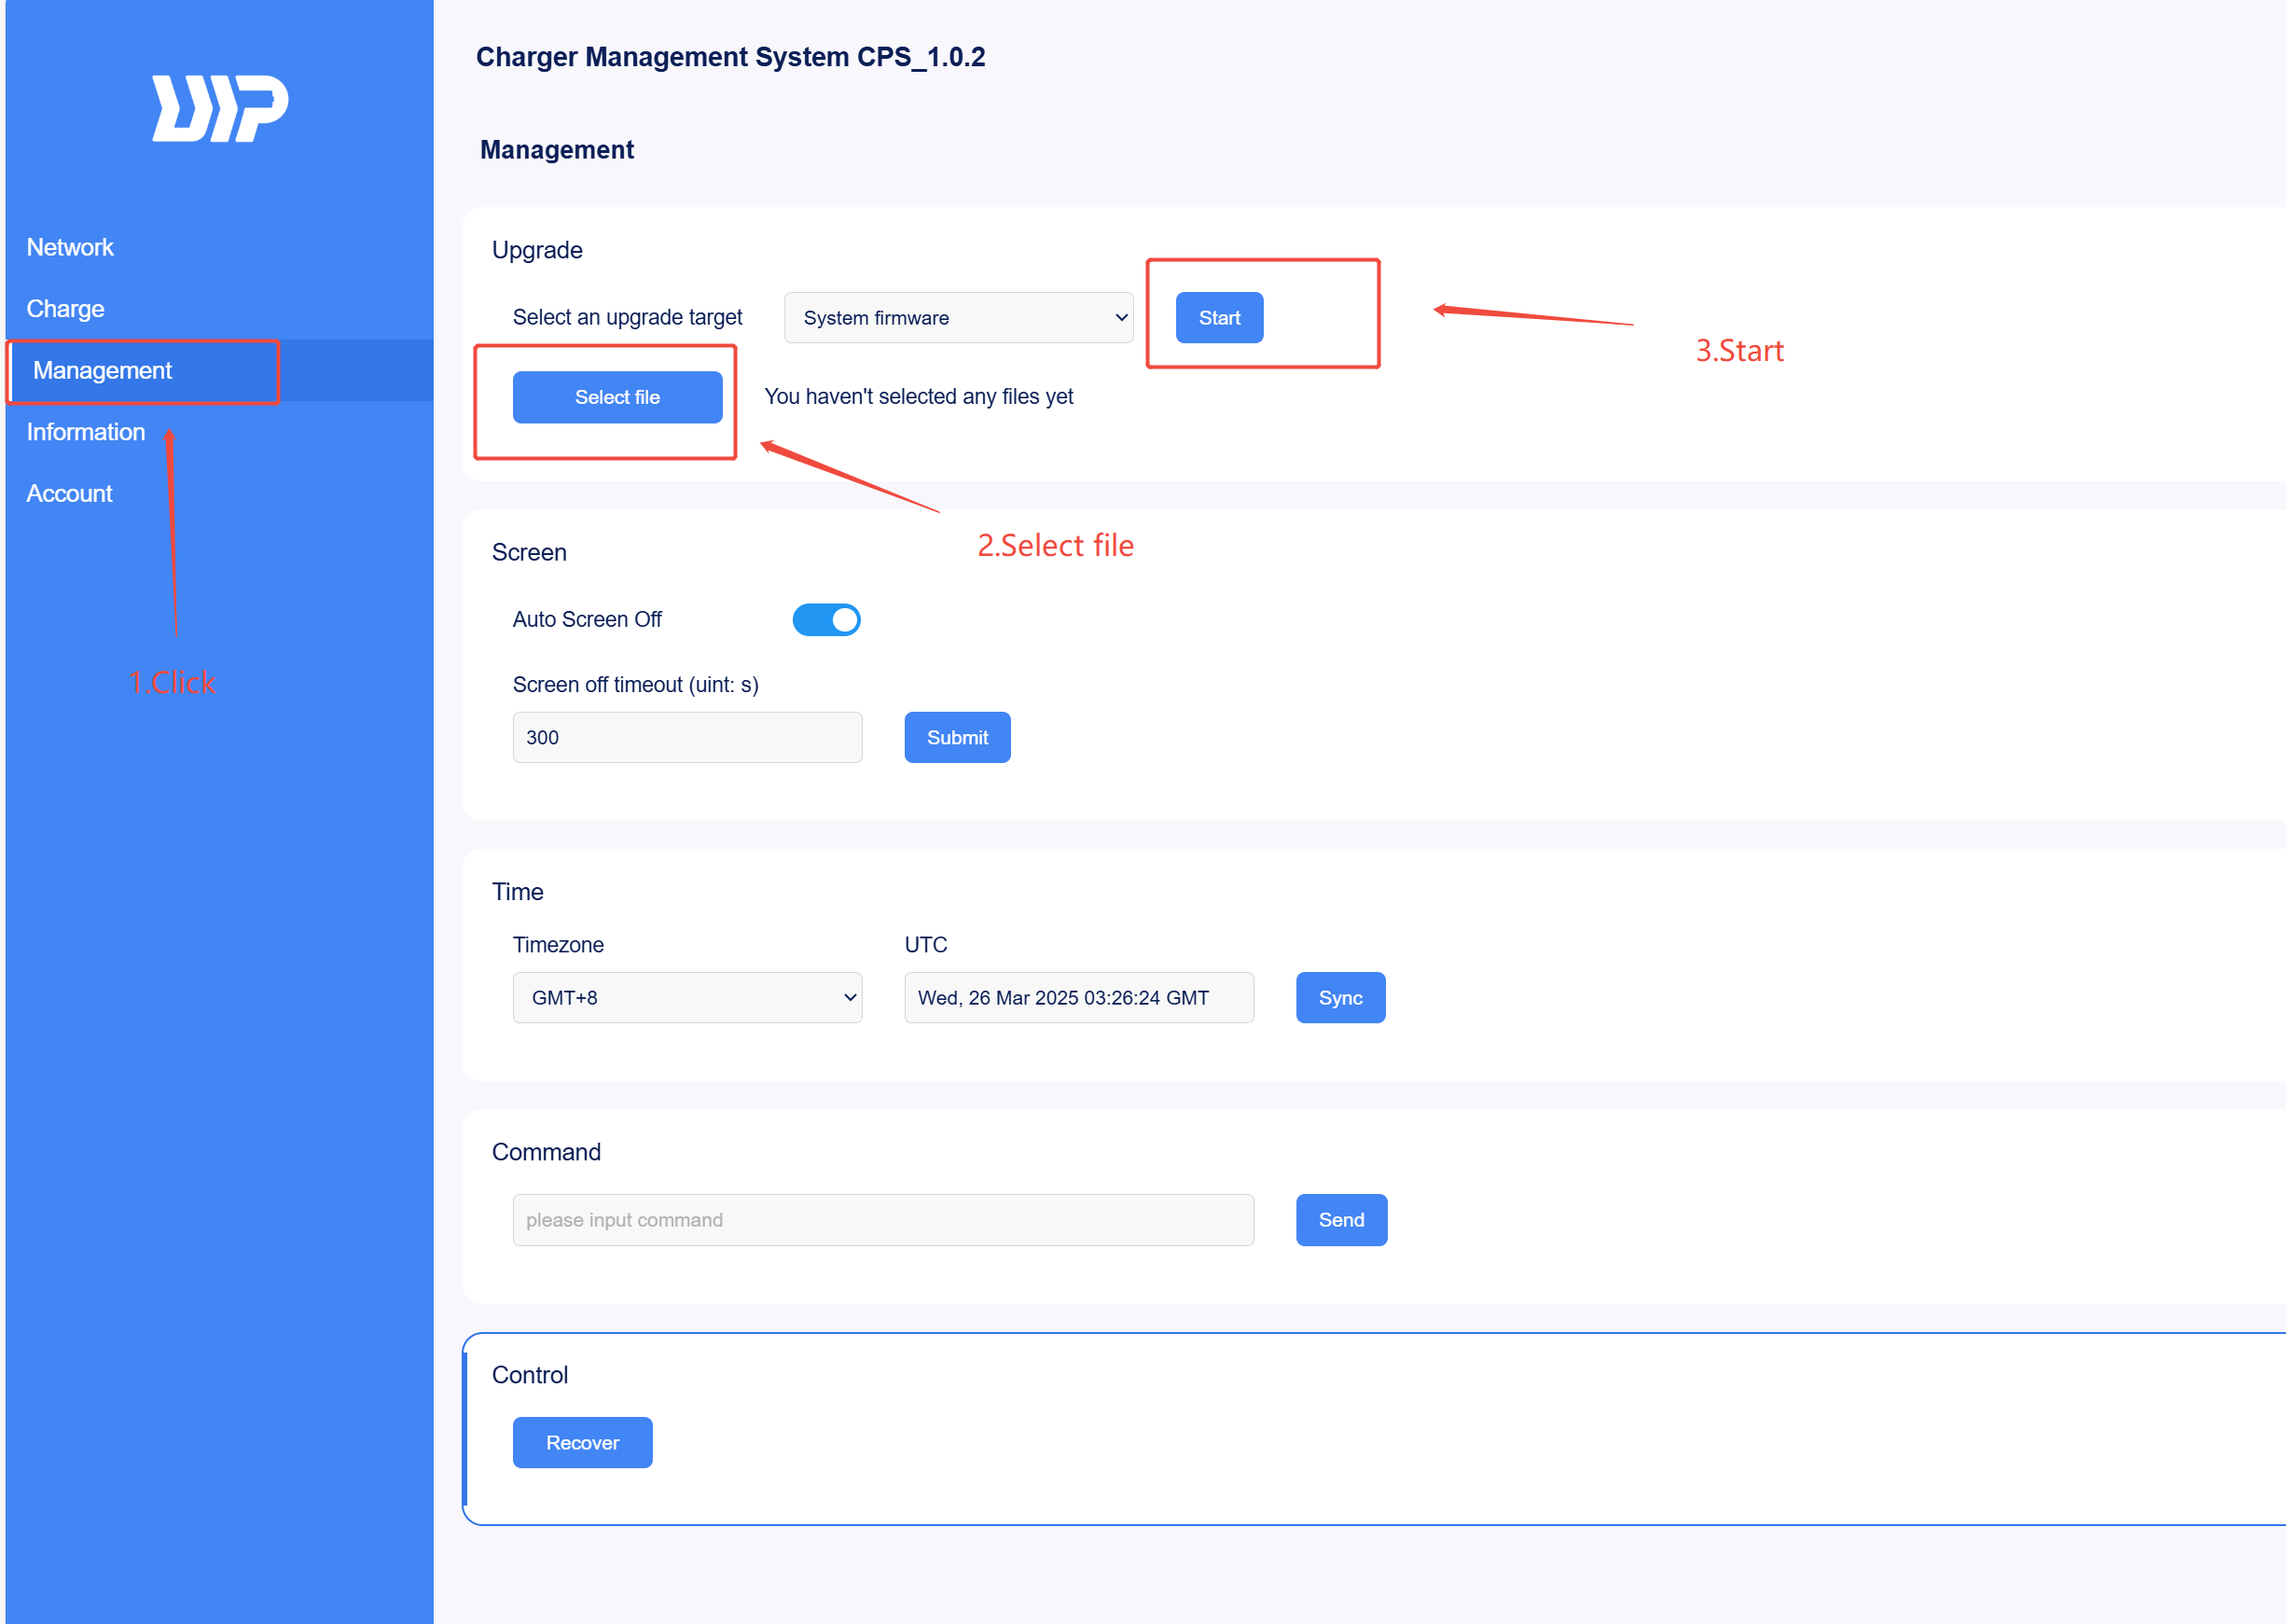 UIP
Charger Management System CPS_1.0.2
Management
Network
Charge
Management
Information
Account
1.Click
Upgrade
Select an upgrade target
System firmware
Start
3.Start
Select file
You haven't selected any files yet
2.Select file
Screen
Auto Screen Off
Screen off timeout (uint: s)
300
Submit
Time
Timezone
UTC
GMT+8
Wed, 26 Mar 2025 03:26:24 GMT
Sync
Command
please input command
Send
Control
Recover